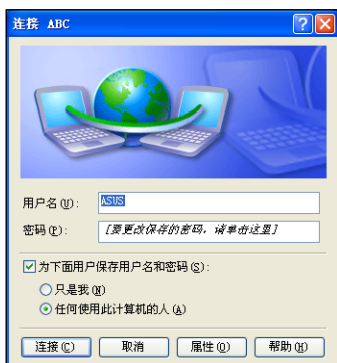 连接 ABC
用户名(U):
ASUS
密码(P):
[要更改保存的密码，请单击这里]
为下面用户保存用户名和密码(S):
只是我(N)
任何使用此计算机的人(A)
连接(C)
取消
属性(O)
帮助(H)